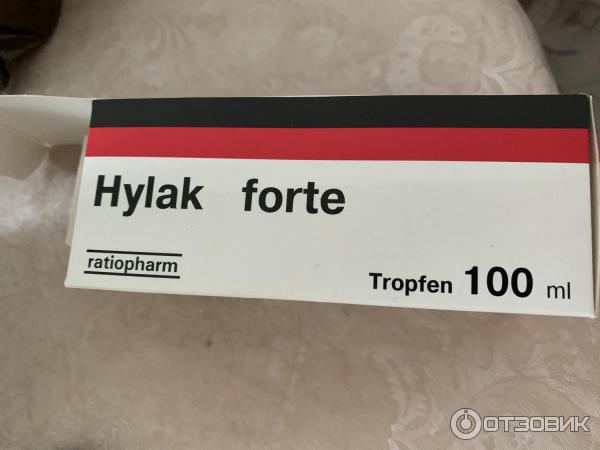 Hylak forte
ratiopharm
Tropfen 100 ml
ОТЗОВИК